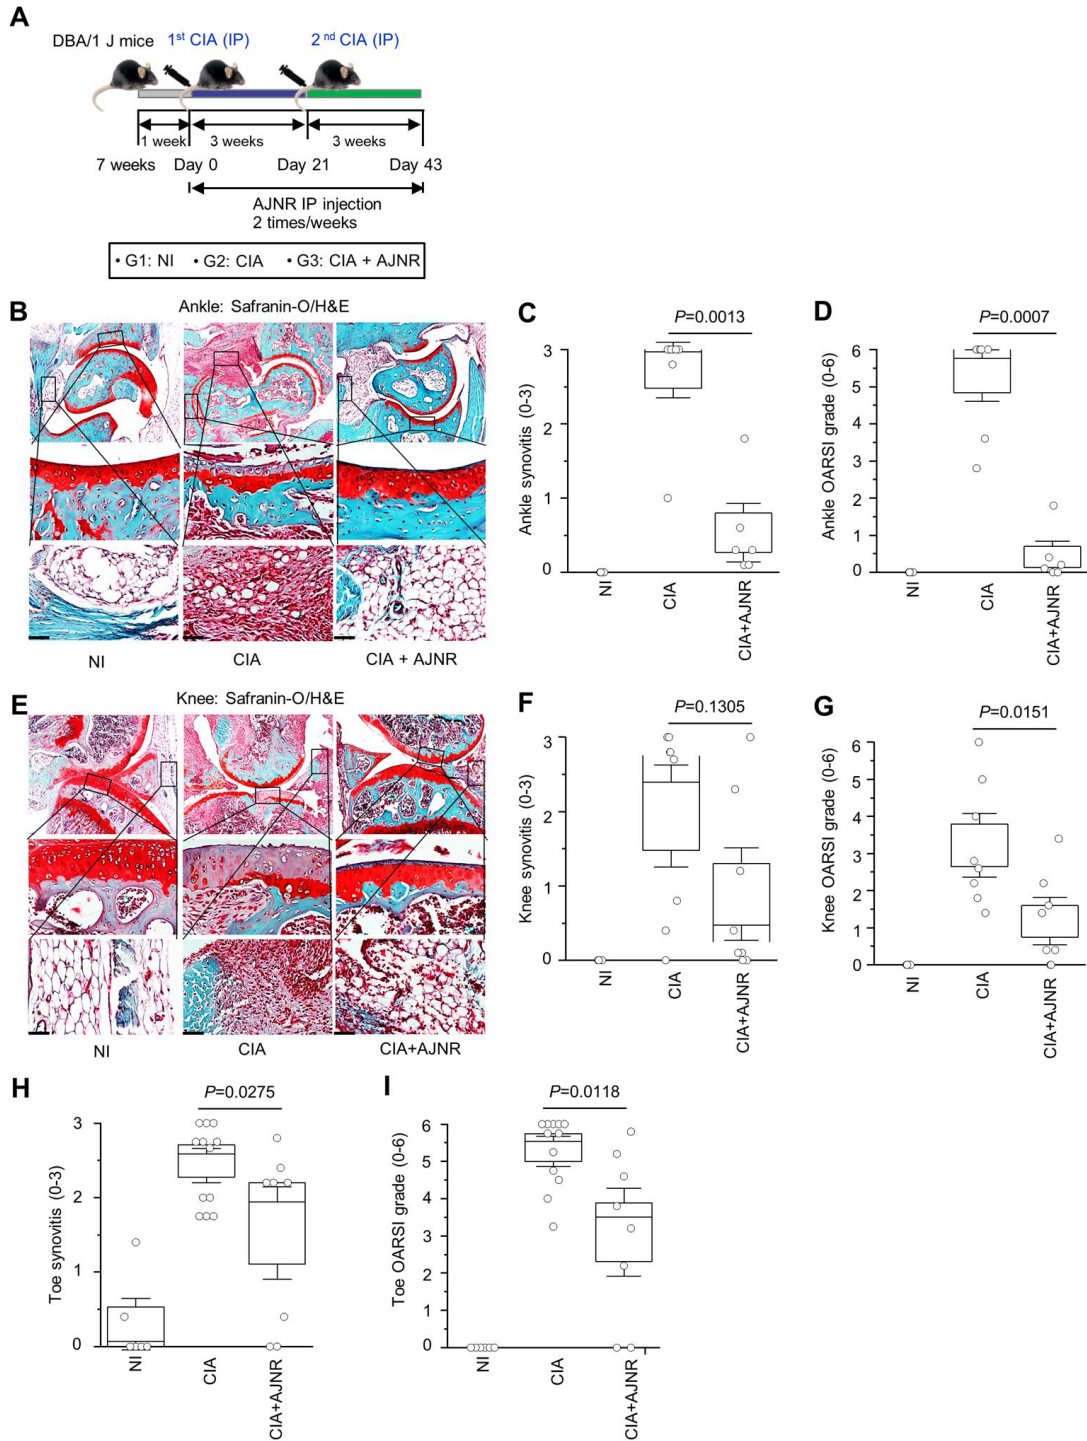 A
DBA/1 J mice
1st CIA (IP)
2 nd CIA (IP)
1 week
3 weeks
3 weeks
7 weeks
Day 0
Day 21
Day 43
AJNR IP injection
2 times/weeks
• G1: NI • G2: CIA • G3: CIA + AJNR
B
Ankle: Safranin-O/H&E
NI
CIA
CIA + AJNR
C
P=0.0013
Ankle synovitis (0-3)
3
2
1
0
NI
CIA
CIA+AJNR
D
P=0.0007
Ankle OARSI grade (0-6)
6
5
4
3
2
1
0
NI
CIA
CIA+AJNR
E
Knee: Safranin-O/H&E
NI
CIA
CIA+AJNR
F
P=0.1305
Knee synovitis (0-3)
3
2
1
0
NI
CIA
CIA+AJNR
G
P=0.0151
Knee OARSI grade (0-6)
6
5
4
3
2
1
0
NI
CIA
CIA+AJNR
H
P=0.0275
Toe synovitis (0-3)
3
2
1
0
NI
CIA
CIA+AJNR
I
P=0.0118
Toe OARSI grade (0-6)
6
5
4
3
2
1
0
NI
CIA
CIA+AJNR